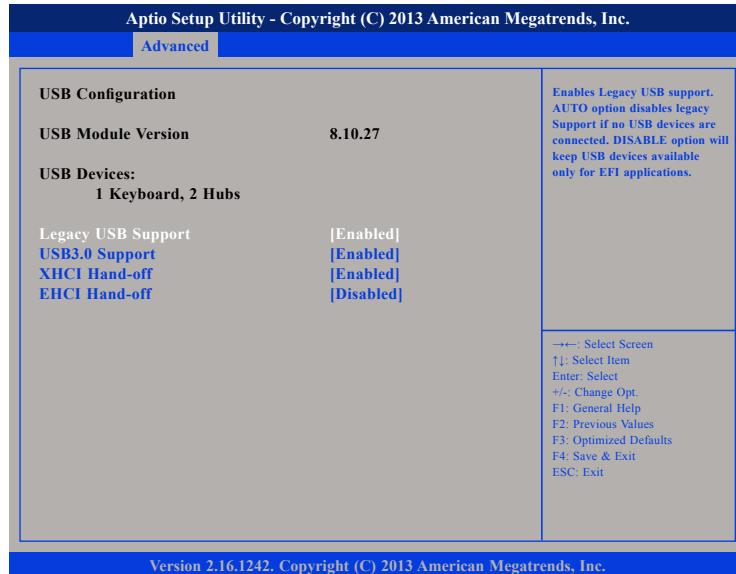 Aptio Setup Utility - Copyright (C) 2013 American Megatrends, Inc.
Advanced
USB Configuration
USB Module Version 8.10.27
USB Devices:
1 Keyboard, 2 Hubs
Legacy USB Support [Enabled]
USB3.0 Support [Enabled]
XHCI Hand-off [Enabled]
EHCI Hand-off [Disabled]
Enables Legacy USB support.
AUTO option disables legacy
Support if no USB devices are
connected. DISABLE option will
keep USB devices available
only for EFI applications.
→←: Select Screen
↑↓: Select Item
Enter: Select
+/-: Change Opt.
F1: General Help
F2: Previous Values
F3: Optimized Defaults
F4: Save & Exit
ESC: Exit
Version 2.16.1242. Copyright (C) 2013 American Megatrends, Inc.